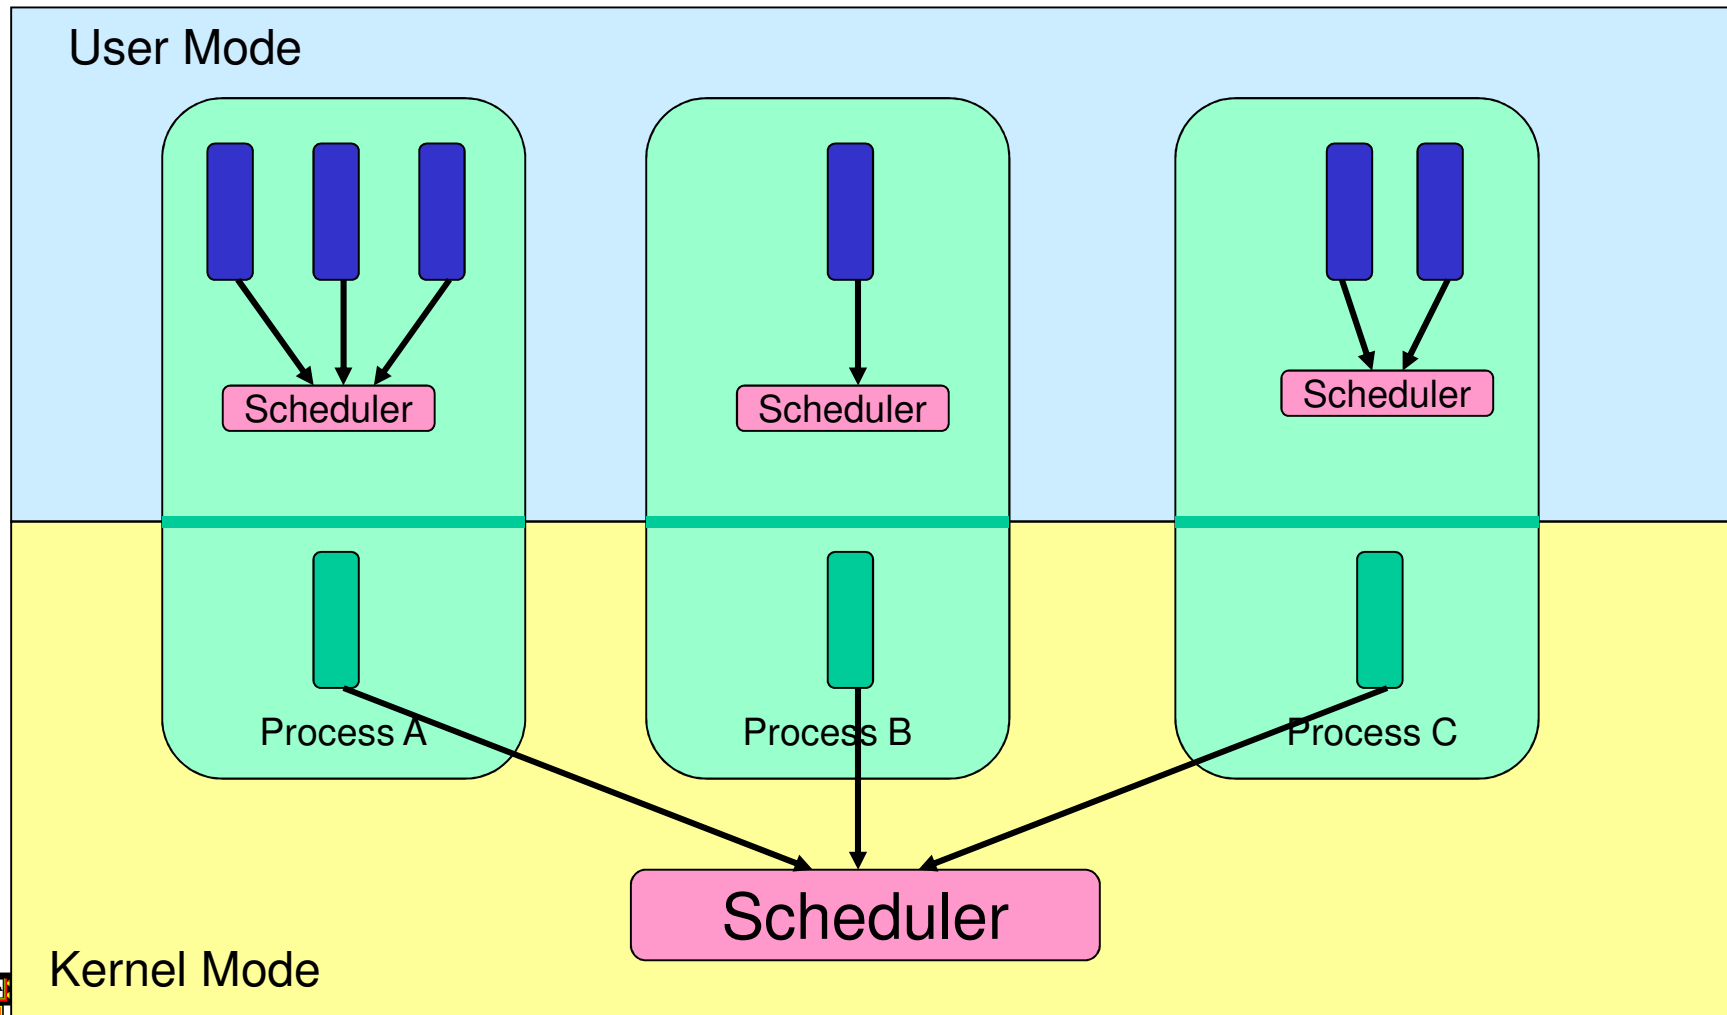 User Mode
Scheduler
Scheduler
Scheduler
Process A
Process B
Process C
Scheduler
Kernel Mode